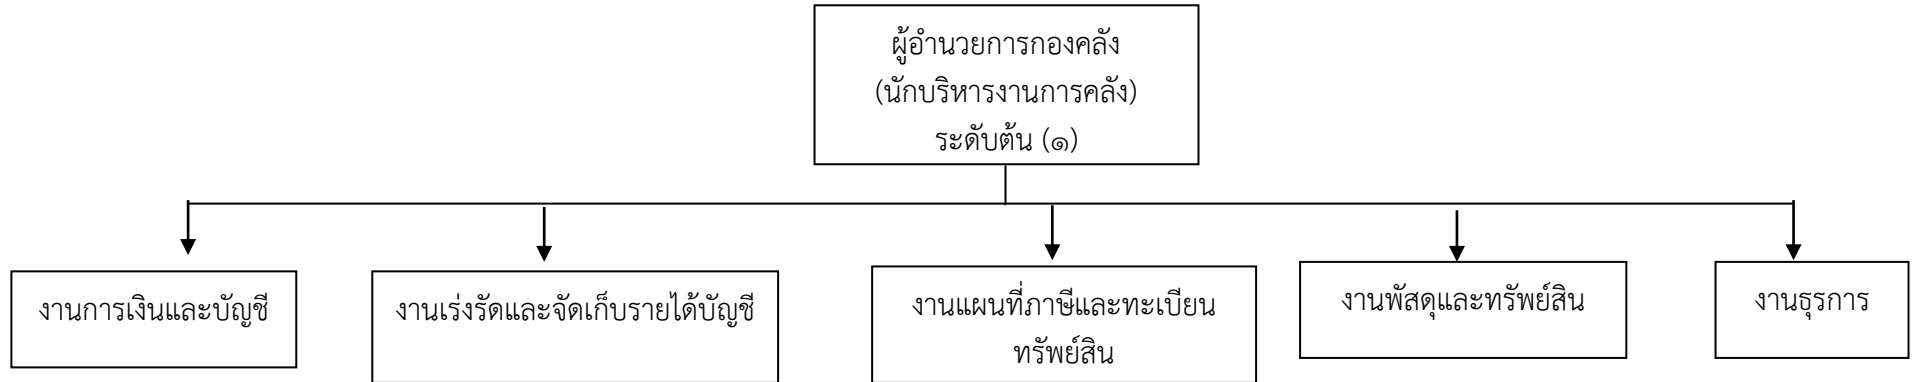 ผู้อำนวยการกองคลัง
(นักบริหารงานการคลัง)
ระดับต้น (๑)
งานการเงินและบัญชี
งานเร่งรัดและจัดเก็บรายได้บัญชี
งานแผนที่ภาษีและทะเบียน
ทรัพย์สิน
งานพัสดุและทรัพย์สิน
งานธุรการ